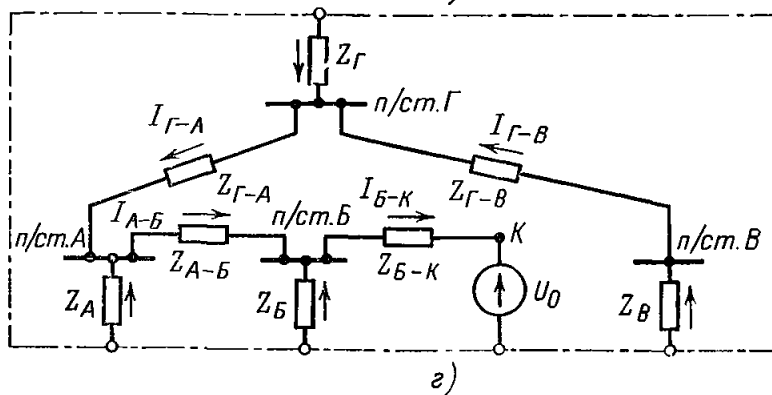 Z_Г
п/ст.Г
I_Г-А
I_Г-В
Z_Г-А
Z_Г-В
I_А-Б
п/ст.Б
I_Б-К
К
п/ст.А
п/ст.В
Z_А-Б
Z_Б-К
Z_А
Z_Б
U_0
Z_В
г)